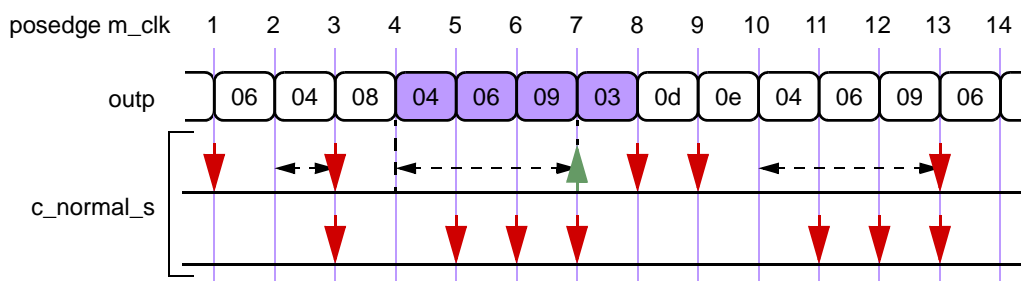 posedge m_clk 1 2 3 4 5 6 7 8 9 10 11 12 13 14
outp 06 04 08 04 06 09 03 0d 0e 04 06 09 06
c_normal_s